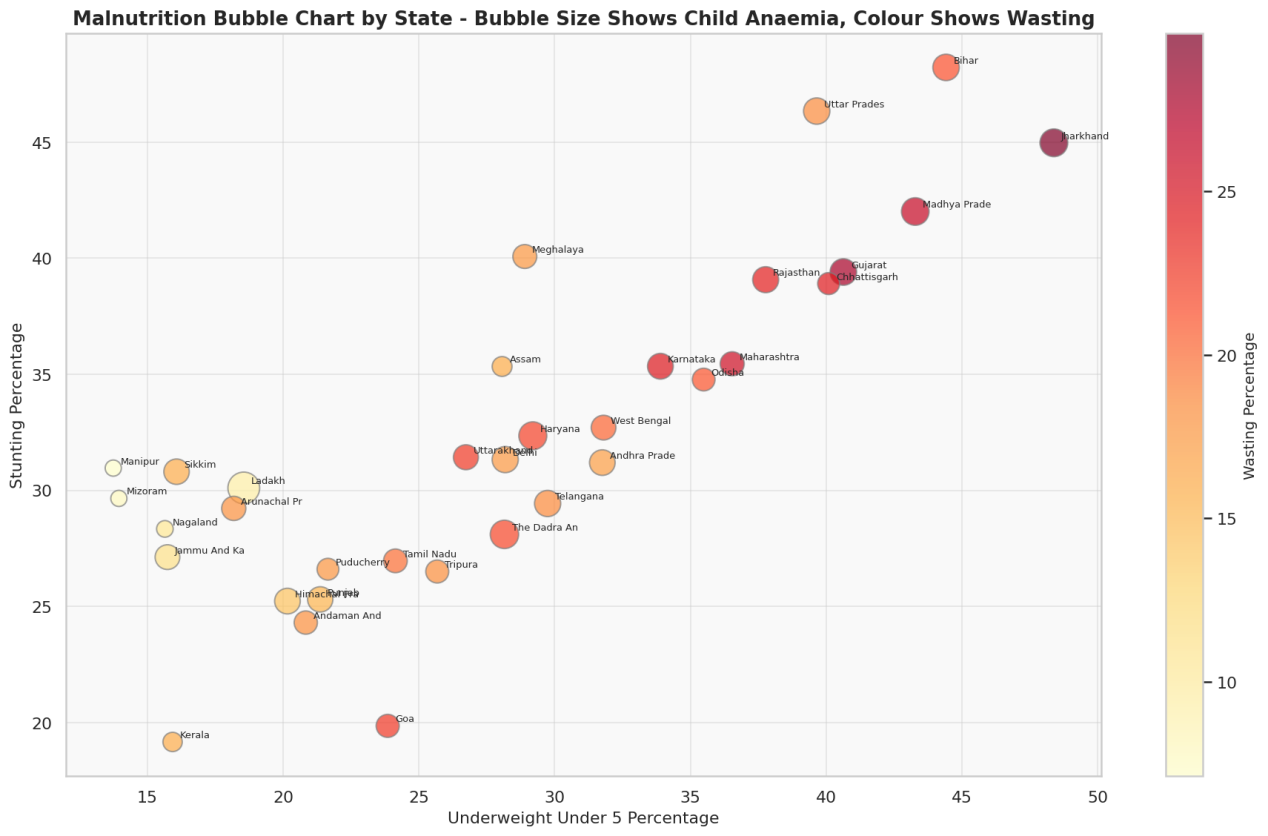 Malnutrition Bubble Chart by State - Bubble Size Shows Child Anaemia, Colour Shows Wasting
Stunting Percentage
45
40
35
30
25
20
Bihar
Uttar Prades
Jharkhand
Madhya Prade
Meghalaya
Gujarat
Rajasthan
Chhattisgarh
Assam
Karnataka
Maharashtra
Odisha
West Bengal
Haryana
Uttarakhand
Delhi
Andhra Prade
Manipur
Sikkim
Ladakh
Mizoram
Arunachal Pr
Telangana
Nagaland
The Dadra An
Jammu And Ka
Puducherry
Tamil Nadu
Tripura
Himachal Pra
Punjab
Andaman And
Goa
Kerala
15
20
25
30
35
40
45
50
Underweight Under 5 Percentage
25
20
15
10
Wasting Percentage